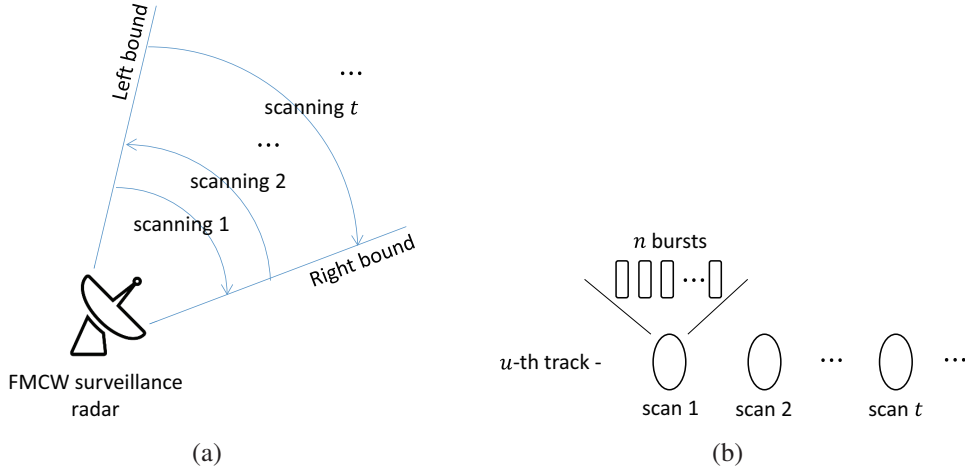 Left bound
...
scanning t
...
scanning 2
scanning 1
Right bound
FMCW surveillance
radar
(a)
n bursts
...
u-th track -
...
...
scan 1
scan 2
scan t
(b)